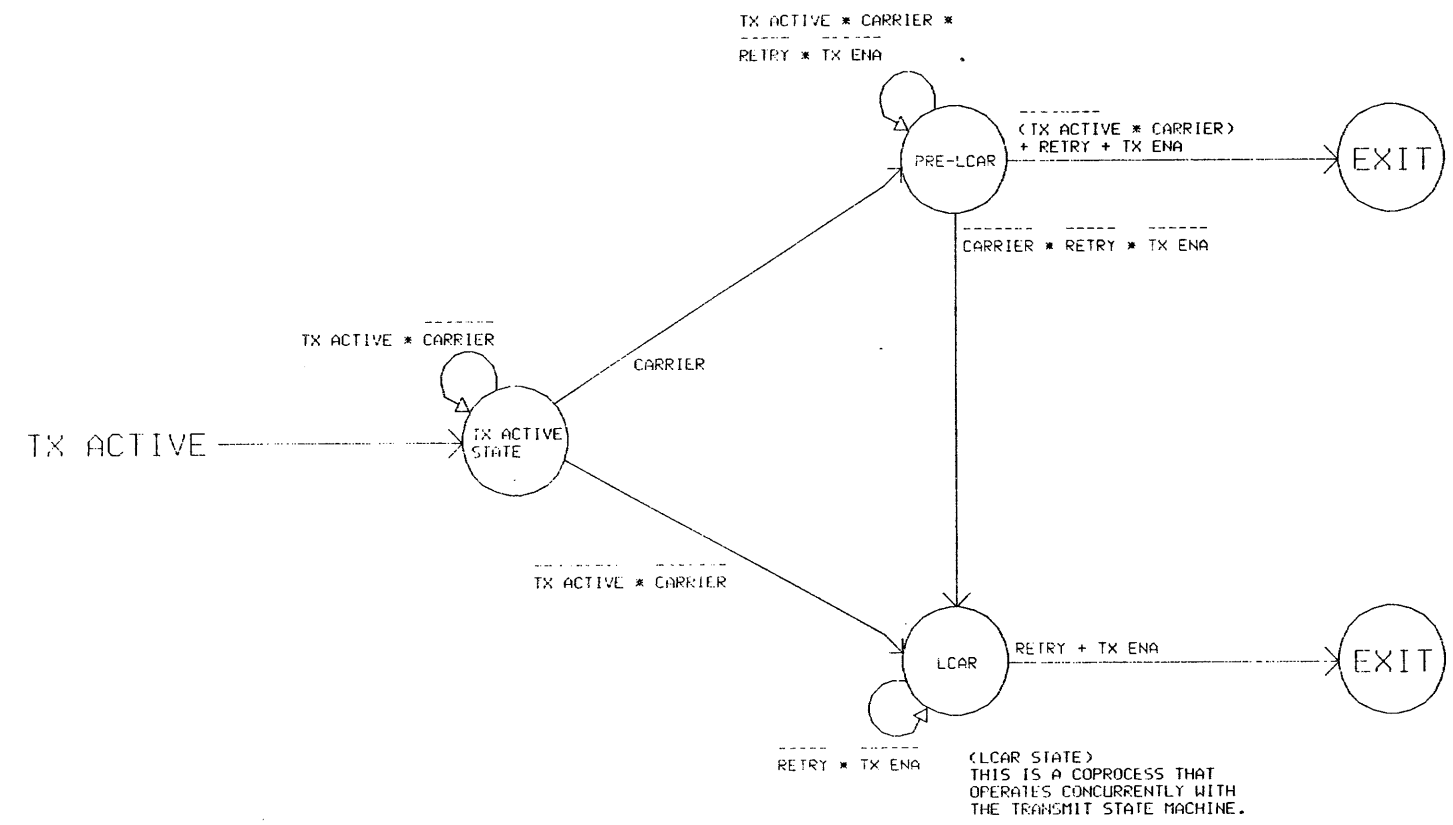 TX ACTIVE * CARRIER *
RETRY * TX ENA
PRE-LCAR
(TX ACTIVE * CARRIER)
+ RETRY + TX ENA
EXIT
CARRIER * RETRY * TX ENA
TX ACTIVE * CARRIER
CARRIER
TX ACTIVE
TX ACTIVE
STATE
TX ACTIVE * CARRIER
LCAR
RETRY + TX ENA
EXIT
RETRY * TX ENA
(LCAR STATE)
THIS IS A COPROCESS THAT
OPERATES CONCURRENTLY WITH
THE TRANSMIT STATE MACHINE.